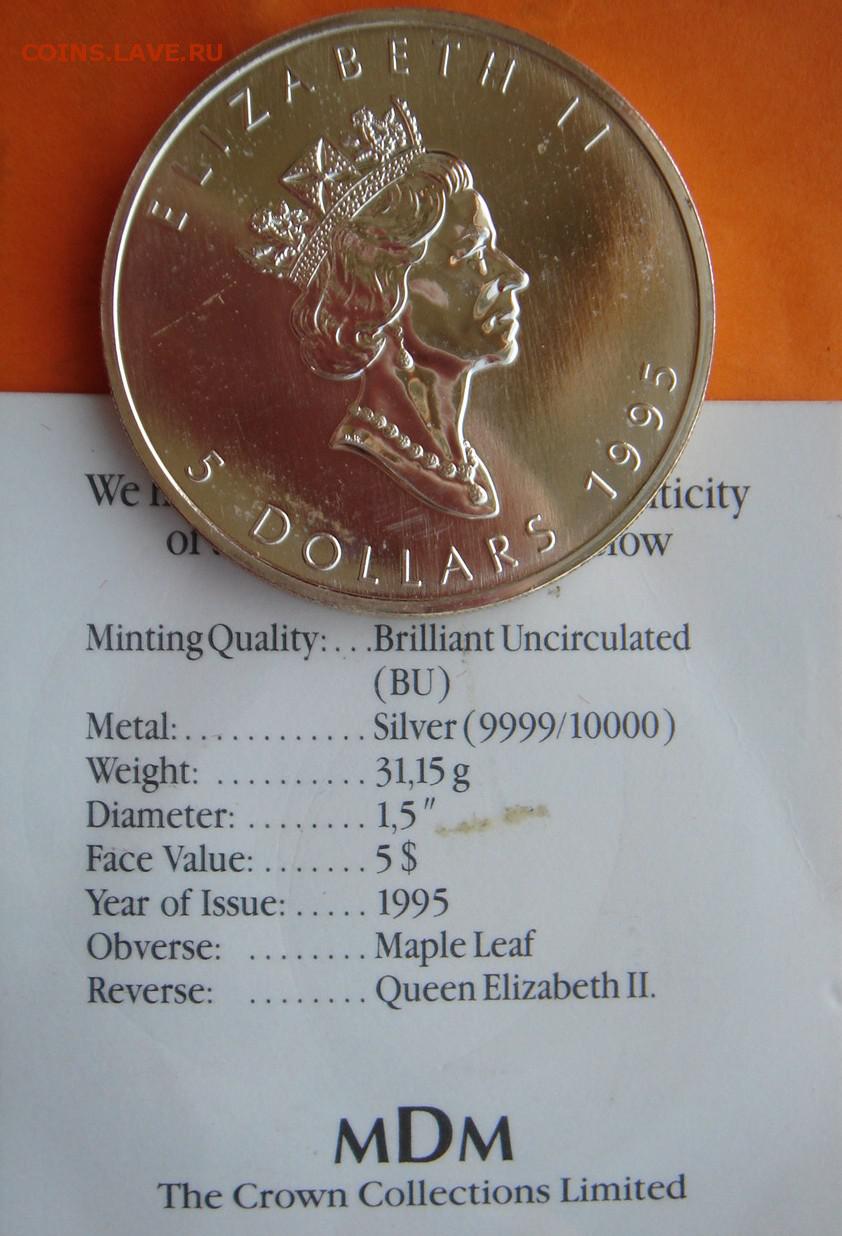 COINS.LAVE.RU
ELIZABETH II
5 DOLLARS 1995
We
of
low
Minting Quality:...Brilliant Uncirculated
(BU)
Metal:............Silver (9999/10000)
Weight: ..........31,15 g
Diameter: ........1,5"
Face Value: .......5 $
Year of Issue: .....1995
Obverse: ........Maple Leaf
Reverse: ........Queen Elizabeth II.
MDM
The Crown Collections Limited